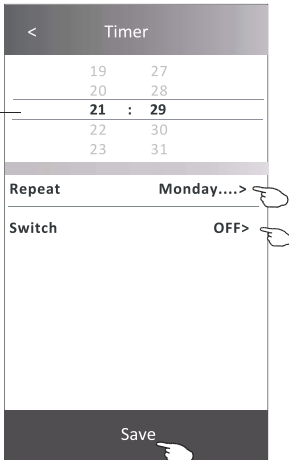 < Timer
19 27
20 28
21 : 29
22 30
23 31
Repeat Monday....>
Switch OFF>
Save